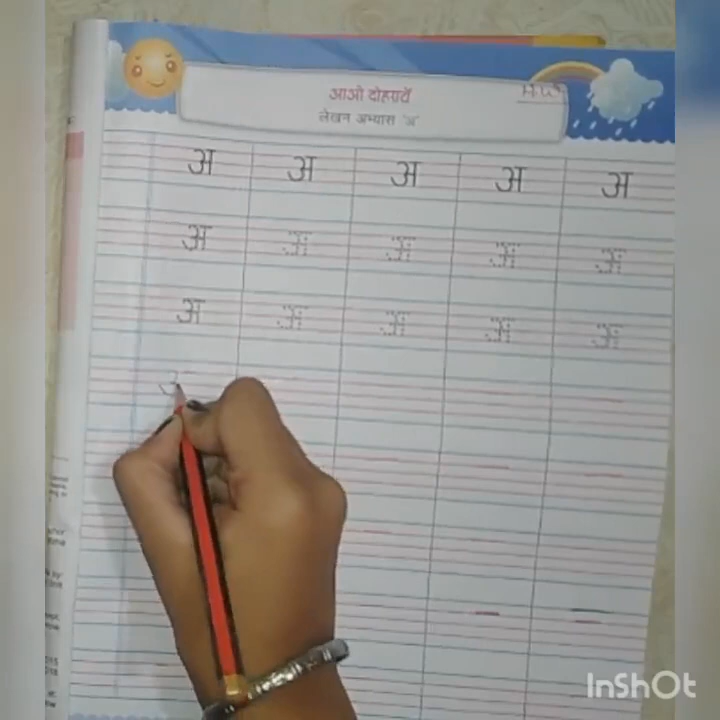 आओ दोहरायें
H.W.
लेखन अभ्यास 'अ'
अ अ अ अ अ
अ अ अ अ अ
अ अ अ अ अ
InShOt